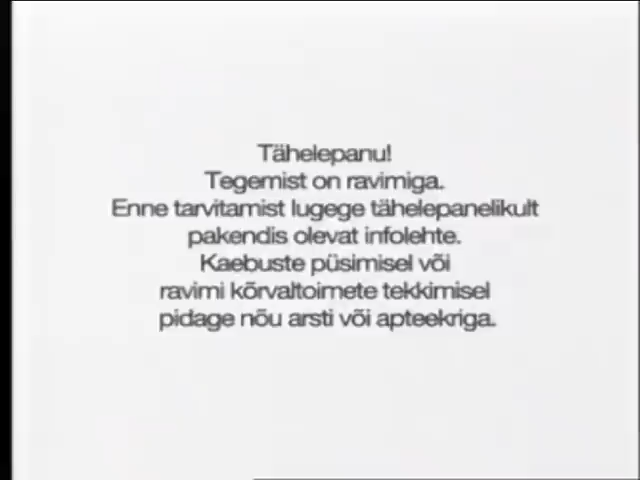 Tähelepanu!
Tegemist on ravimiga.
Enne tarvitamist lugege tähelepanelikult
pakendis olevat infolehte.
Kaebuste püsimisel või
ravimi kõrvaltoimete tekkimisel
pidage nõu arsti või apteekriga.